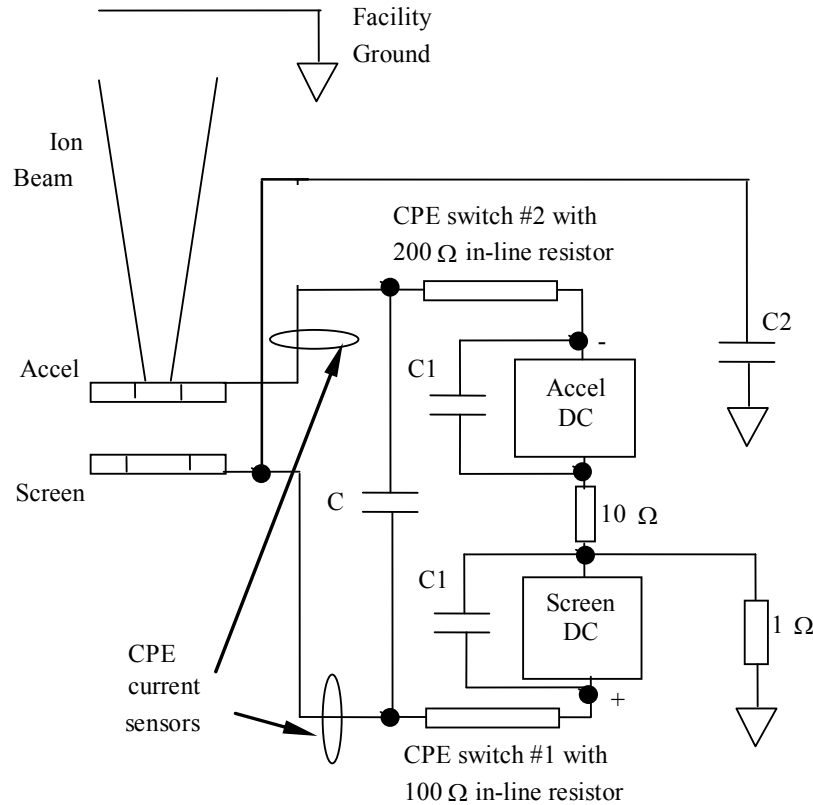 Facility
Ground
Ion
Beam
CPE switch #2 with
200 Ω in-line resistor
C2
Accel
C1
-
Accel
DC
Screen
C
10 Ω
C1
Screen
DC
1 Ω
CPE
current
sensors
+
CPE switch #1 with
100 Ω in-line resistor